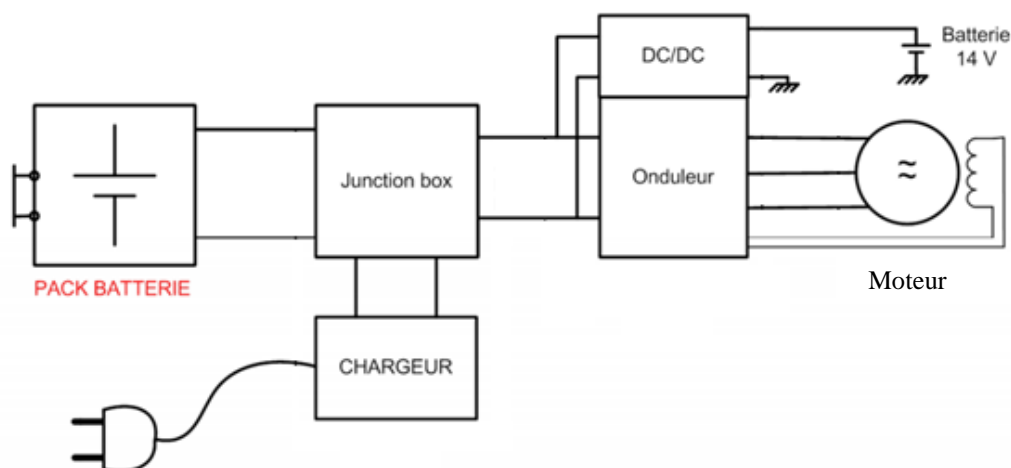 DC/DC
Batterie
14 V
Junction box
Onduleur
≈
PACK BATTERIE
Moteur
CHARGEUR